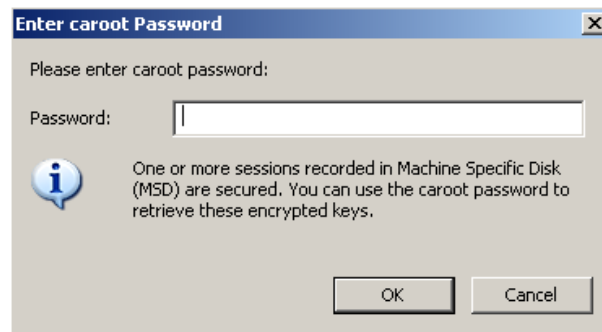 Enter caroot Password
Please enter caroot password:
Password:
One or more sessions recorded in Machine Specific Disk
(MSD) are secured. You can use the caroot password to
retrieve these encrypted keys.
OK
Cancel